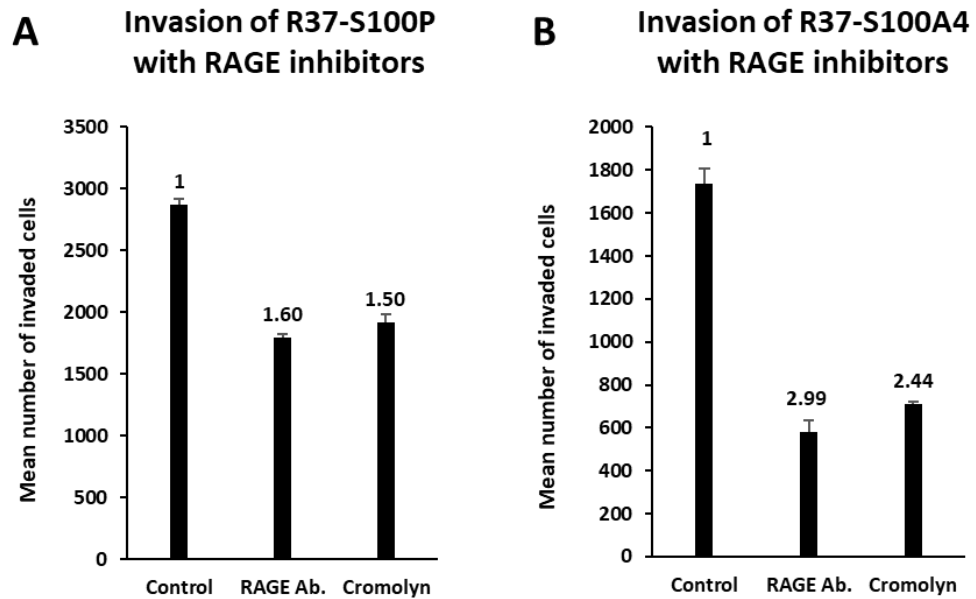 A
Invasion of R37-S100P
with RAGE inhibitors
Mean number of invaded cells
3500
3000
2500
2000
1500
1000
500
0
1
1.60
1.50
Control
RAGE Ab.
Cromolyn
B
Invasion of R37-S100A4
with RAGE inhibitors
Mean number of invaded cells
2000
1800
1600
1400
1200
1000
800
600
400
200
0
1
2.99
2.44
Control
RAGE Ab.
Cromolyn